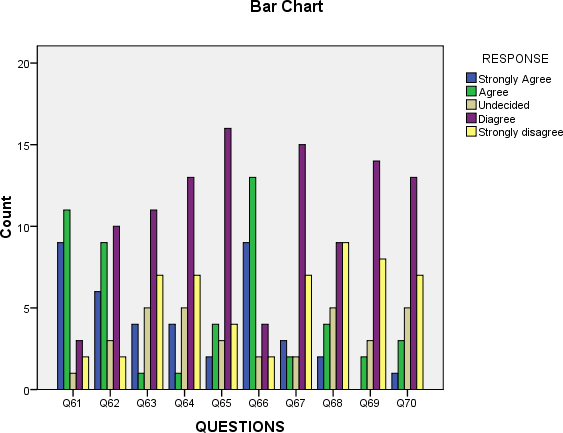 Bar Chart
RESPONSE
Strongly Agree
Agree
Undecided
Diagree
Strongly disagree
Count
20
15
10
5
0
Q61 Q62 Q63 Q64 Q65 Q66 Q67 Q68 Q69 Q70
QUESTIONS